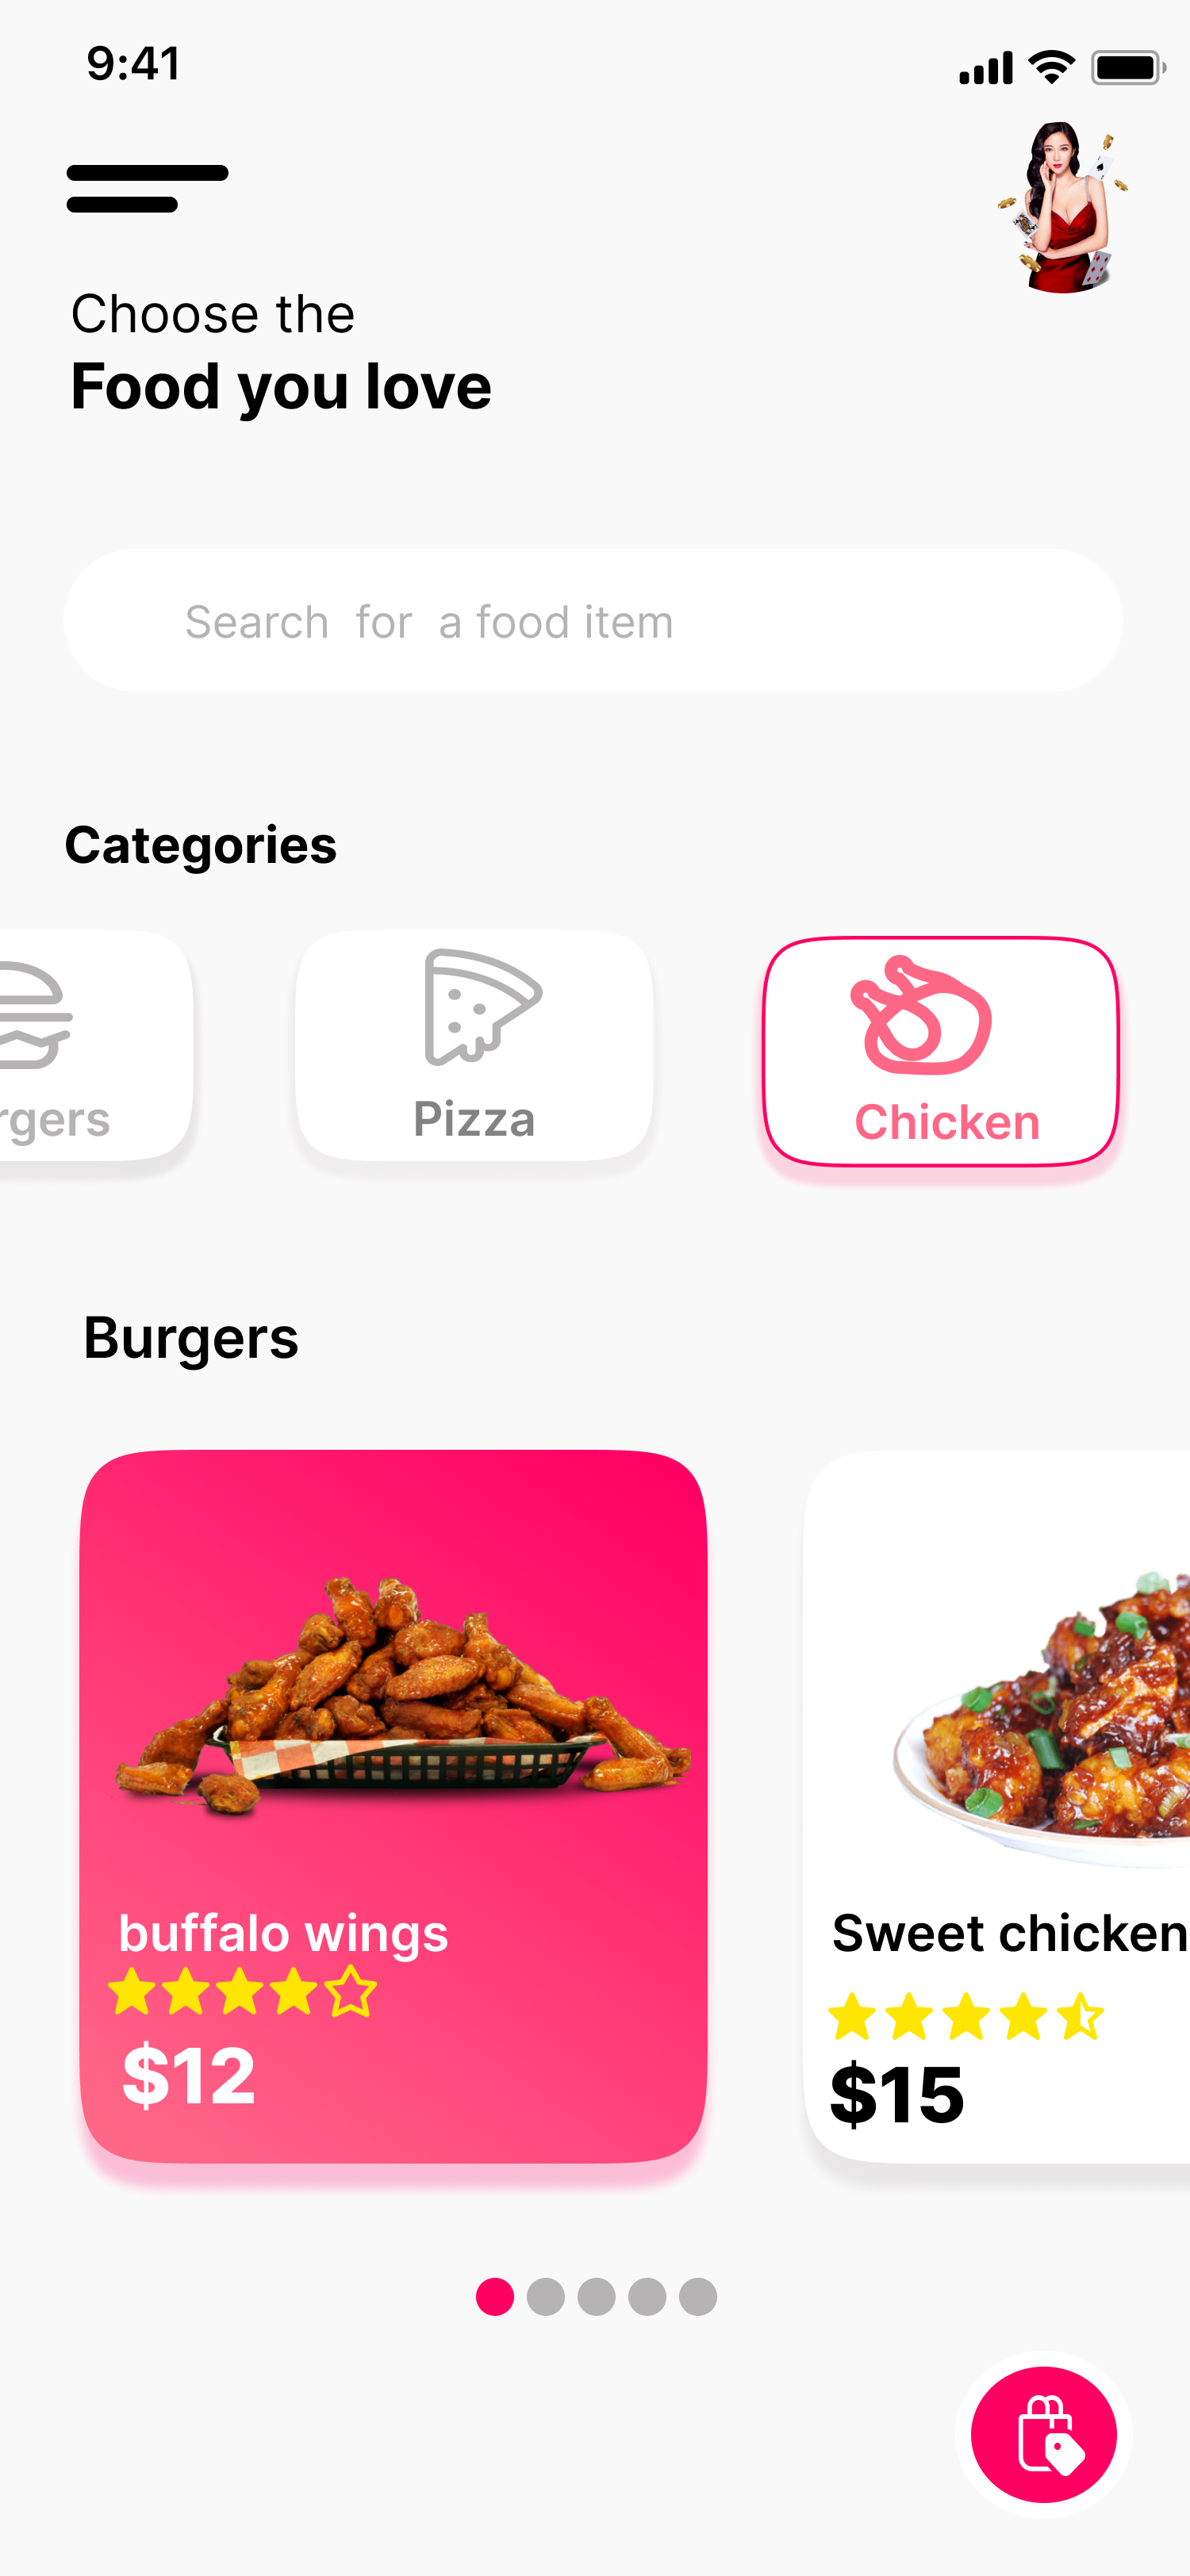 9:41
Choose the
Food you love
Search for a food item
Categories
rgers
Pizza
Chicken
Burgers
buffalo wings
$12
Sweet chicken
$15